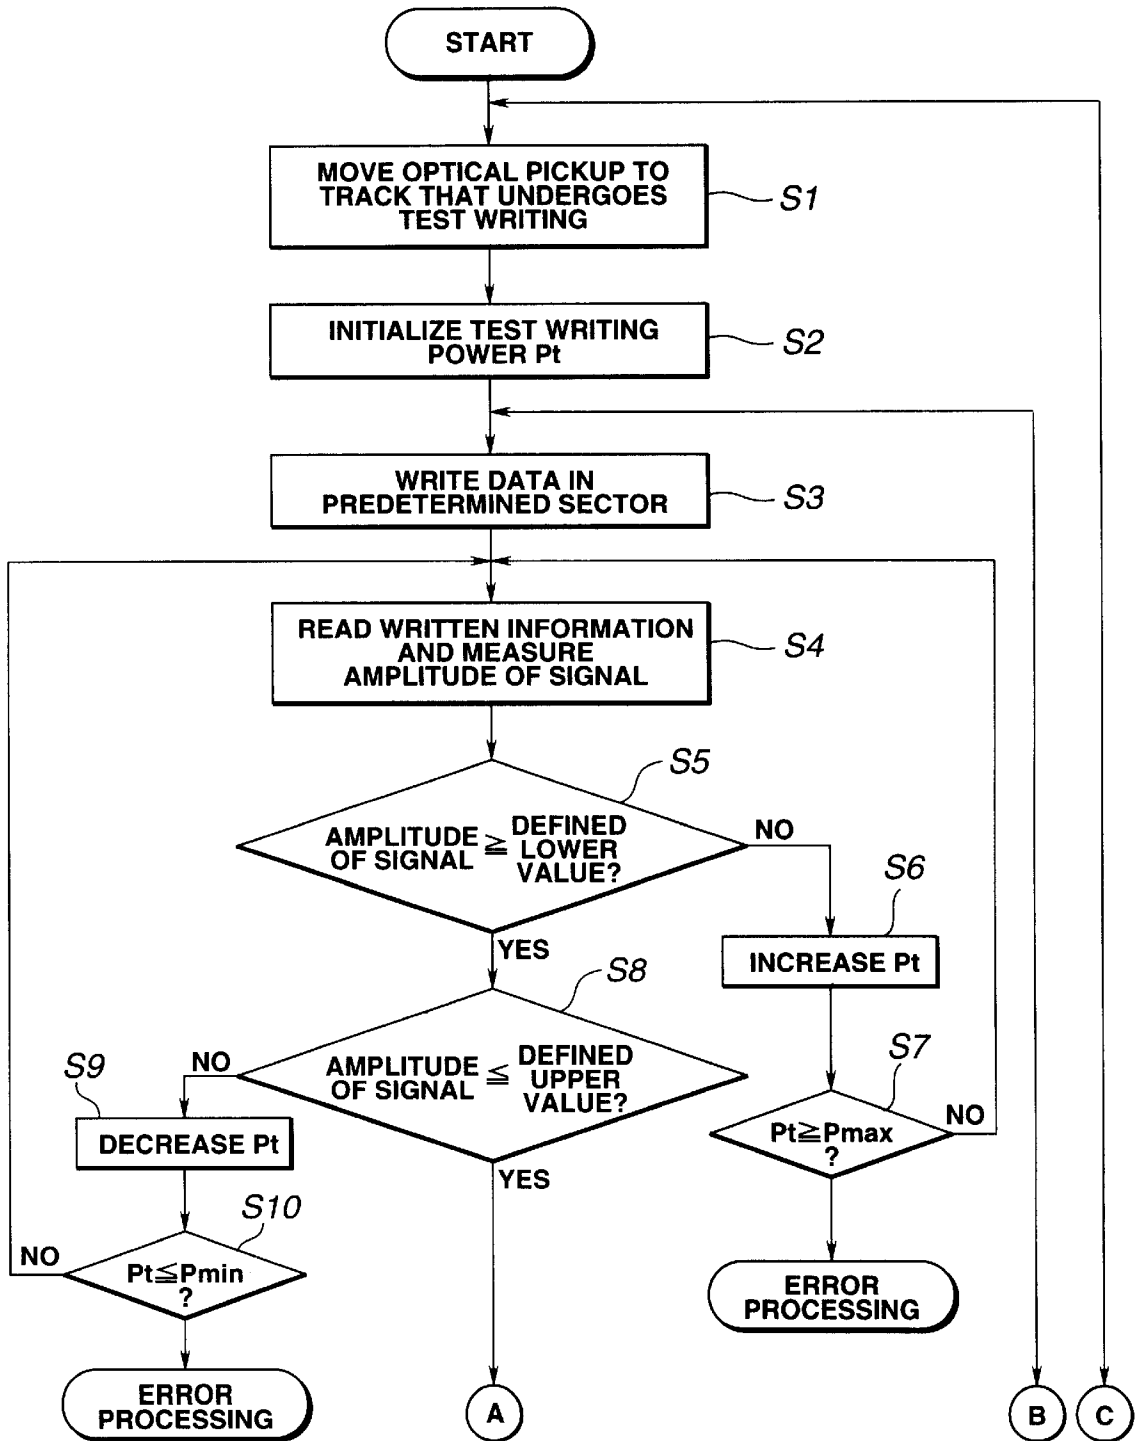 START
MOVE OPTICAL PICKUP TO
TRACK THAT UNDERGOES
TEST WRITING
S1
INITIALIZE TEST WRITING
POWER Pt
S2
WRITE DATA IN
PREDETERMINED SECTOR
S3
READ WRITTEN INFORMATION
AND MEASURE
AMPLITUDE OF SIGNAL
S4
S5
AMPLITUDE
OF SIGNAL
≧
DEFINED
LOWER
VALUE?
NO
YES
S6
INCREASE Pt
S7
Pt≧Pmax
?
NO
ERROR
PROCESSING
S8
AMPLITUDE
OF SIGNAL
≦
DEFINED
UPPER
VALUE?
NO
YES
S9
DECREASE Pt
S10
Pt≦Pmin
?
NO
ERROR
PROCESSING
A
B
C